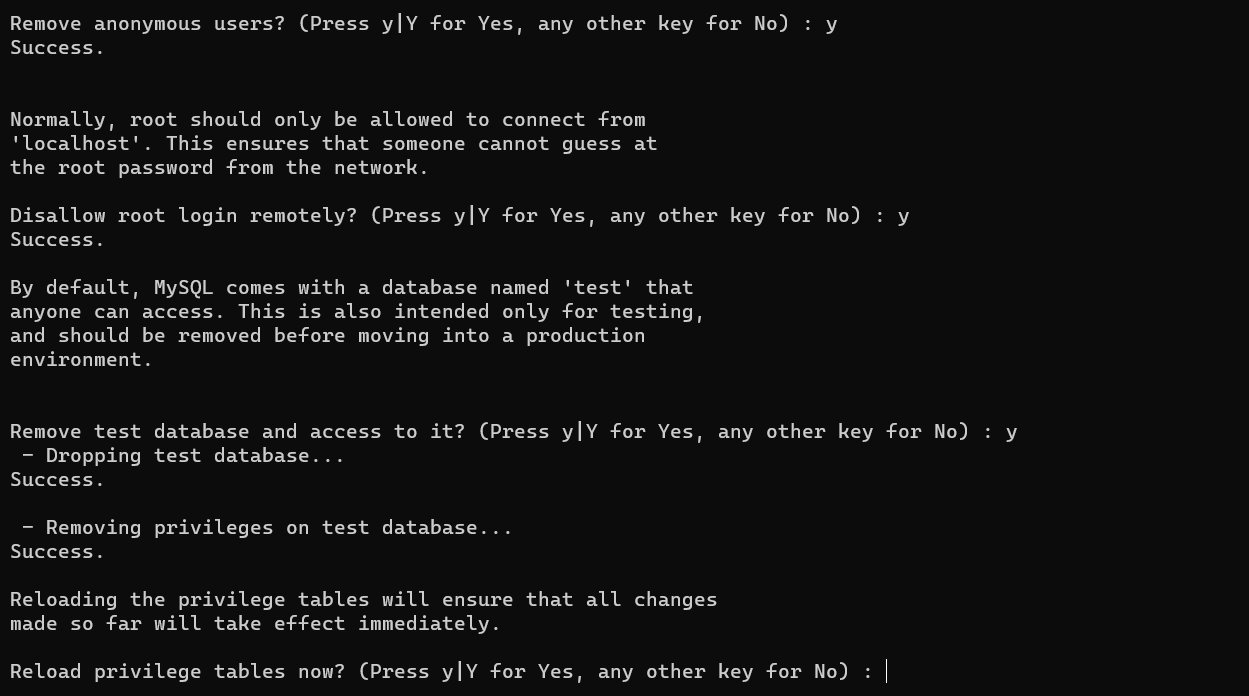 Remove anonymous users? (Press y|Y for Yes, any other key for No) : y
Success.
Normally, root should only be allowed to connect from
'localhost'. This ensures that someone cannot guess at
the root password from the network.
Disallow root login remotely? (Press y|Y for Yes, any other key for No) : y
Success.
By default, MySQL comes with a database named 'test' that
anyone can access. This is also intended only for testing,
and should be removed before moving into a production
environment.
Remove test database and access to it? (Press y|Y for Yes, any other key for No) : y
 - Dropping test database...
Success.
 - Removing privileges on test database...
Success.
Reloading the privilege tables will ensure that all changes
made so far will take effect immediately.
Reload privilege tables now? (Press y|Y for Yes, any other key for No) :